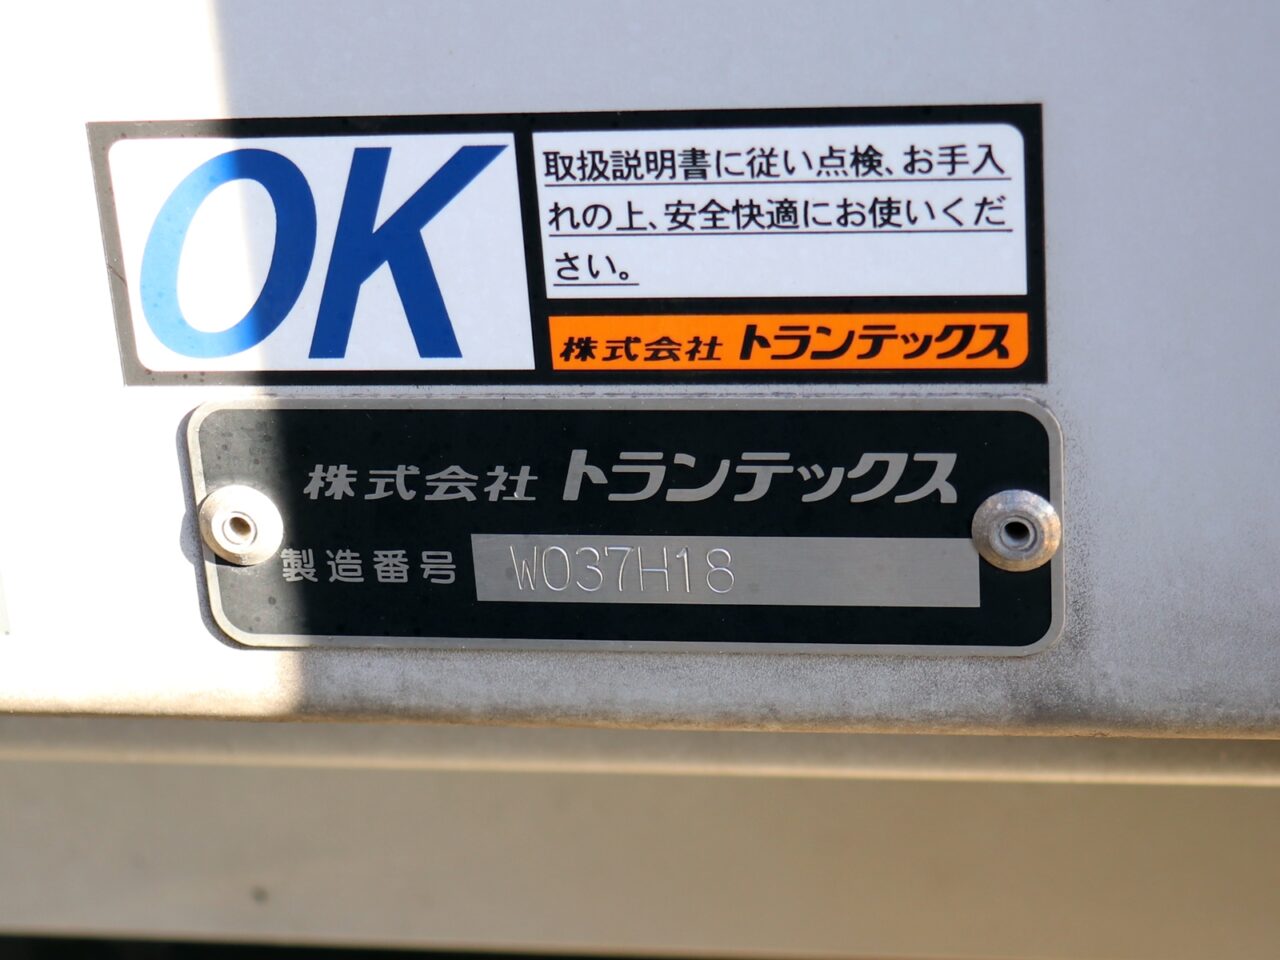 OK
取扱説明書に従い点検、お手入
れの上、安全快適にお使いくだ
さい。
株式会社 トランテックス
株式会社 トランテックス
製造番号 W037H18